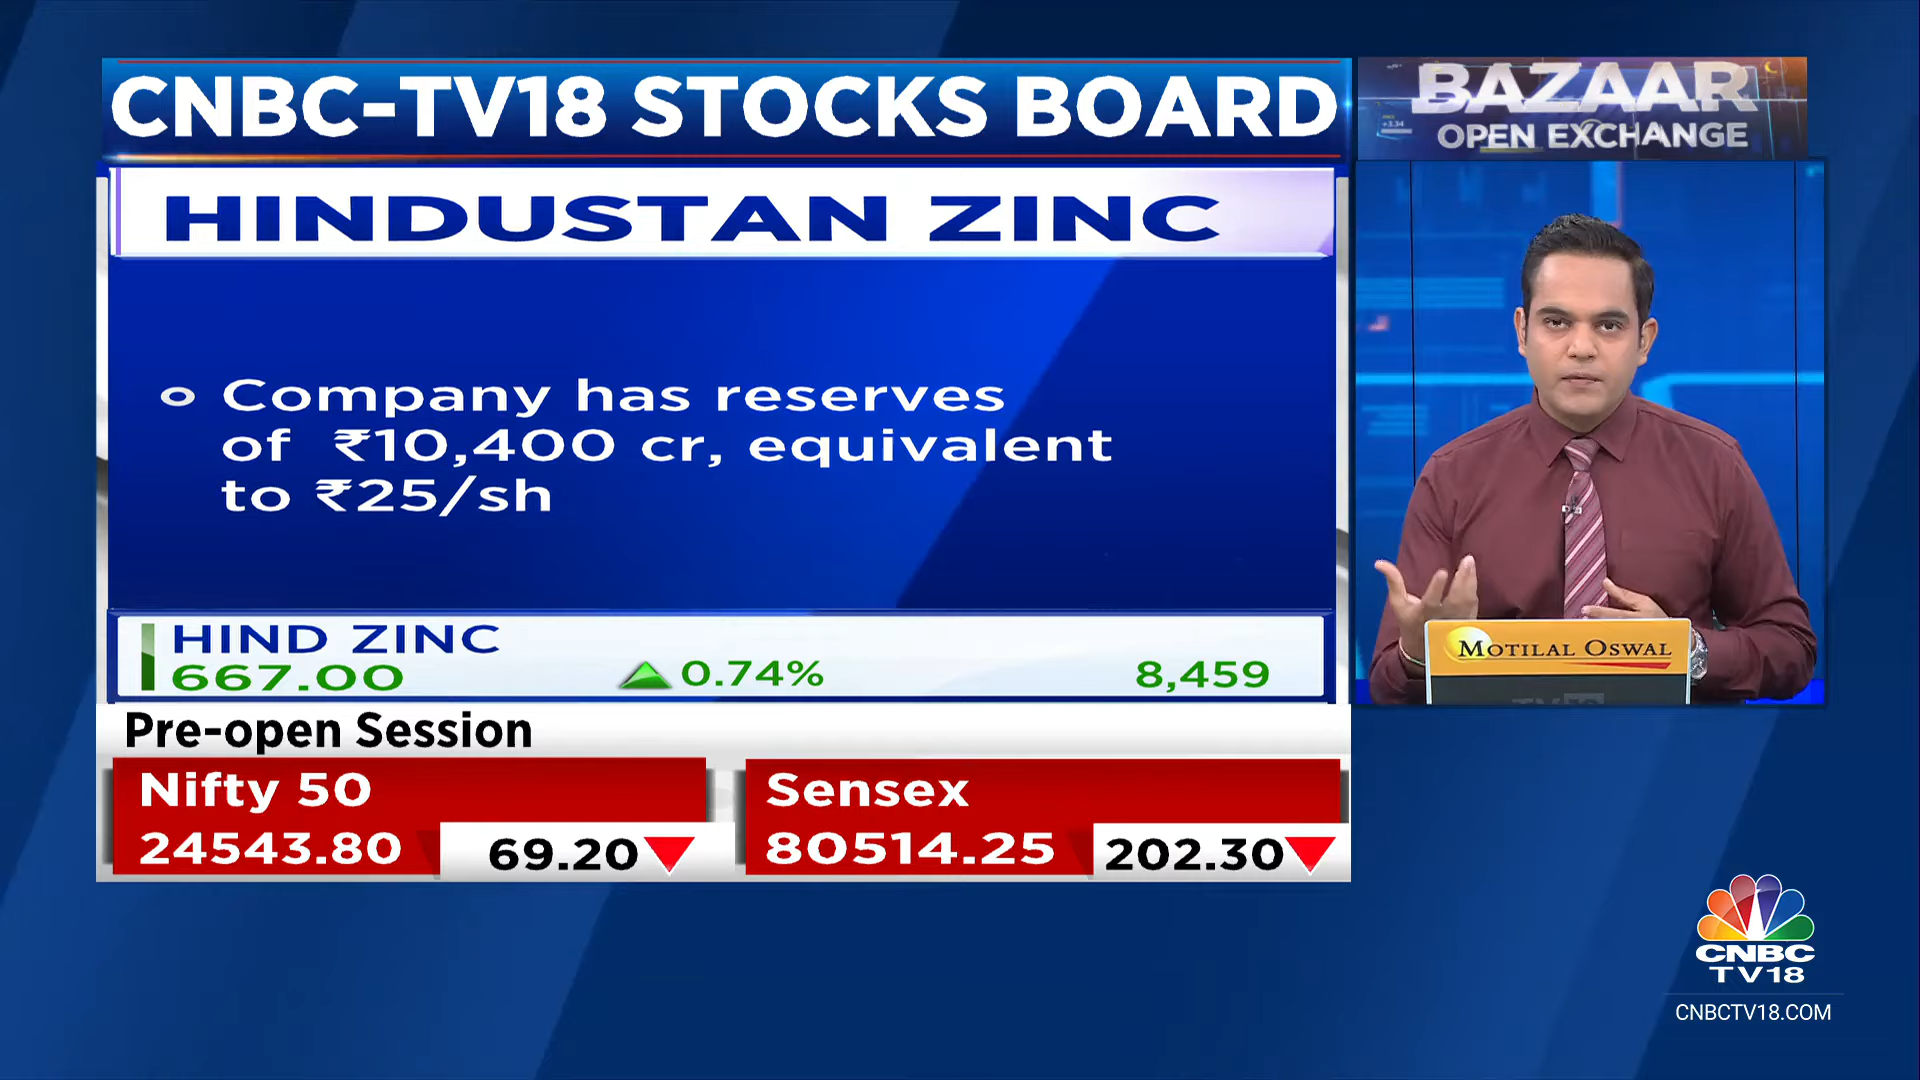 CNBC-TV18 STOCKS BOARD
BAZAAR
OPEN EXCHANGE
HINDUSTAN ZINC
Company has reserves
of ₹10,400 cr, equivalent
to ₹25/sh
HIND ZINC
667.00 0.74% 8,459
Pre-open Session
Nifty 50
24543.80 69.20
Sensex
80514.25 202.30
MOTILAL OSWAL
TV18
CNBC
TV18
CNBCTV18.COM